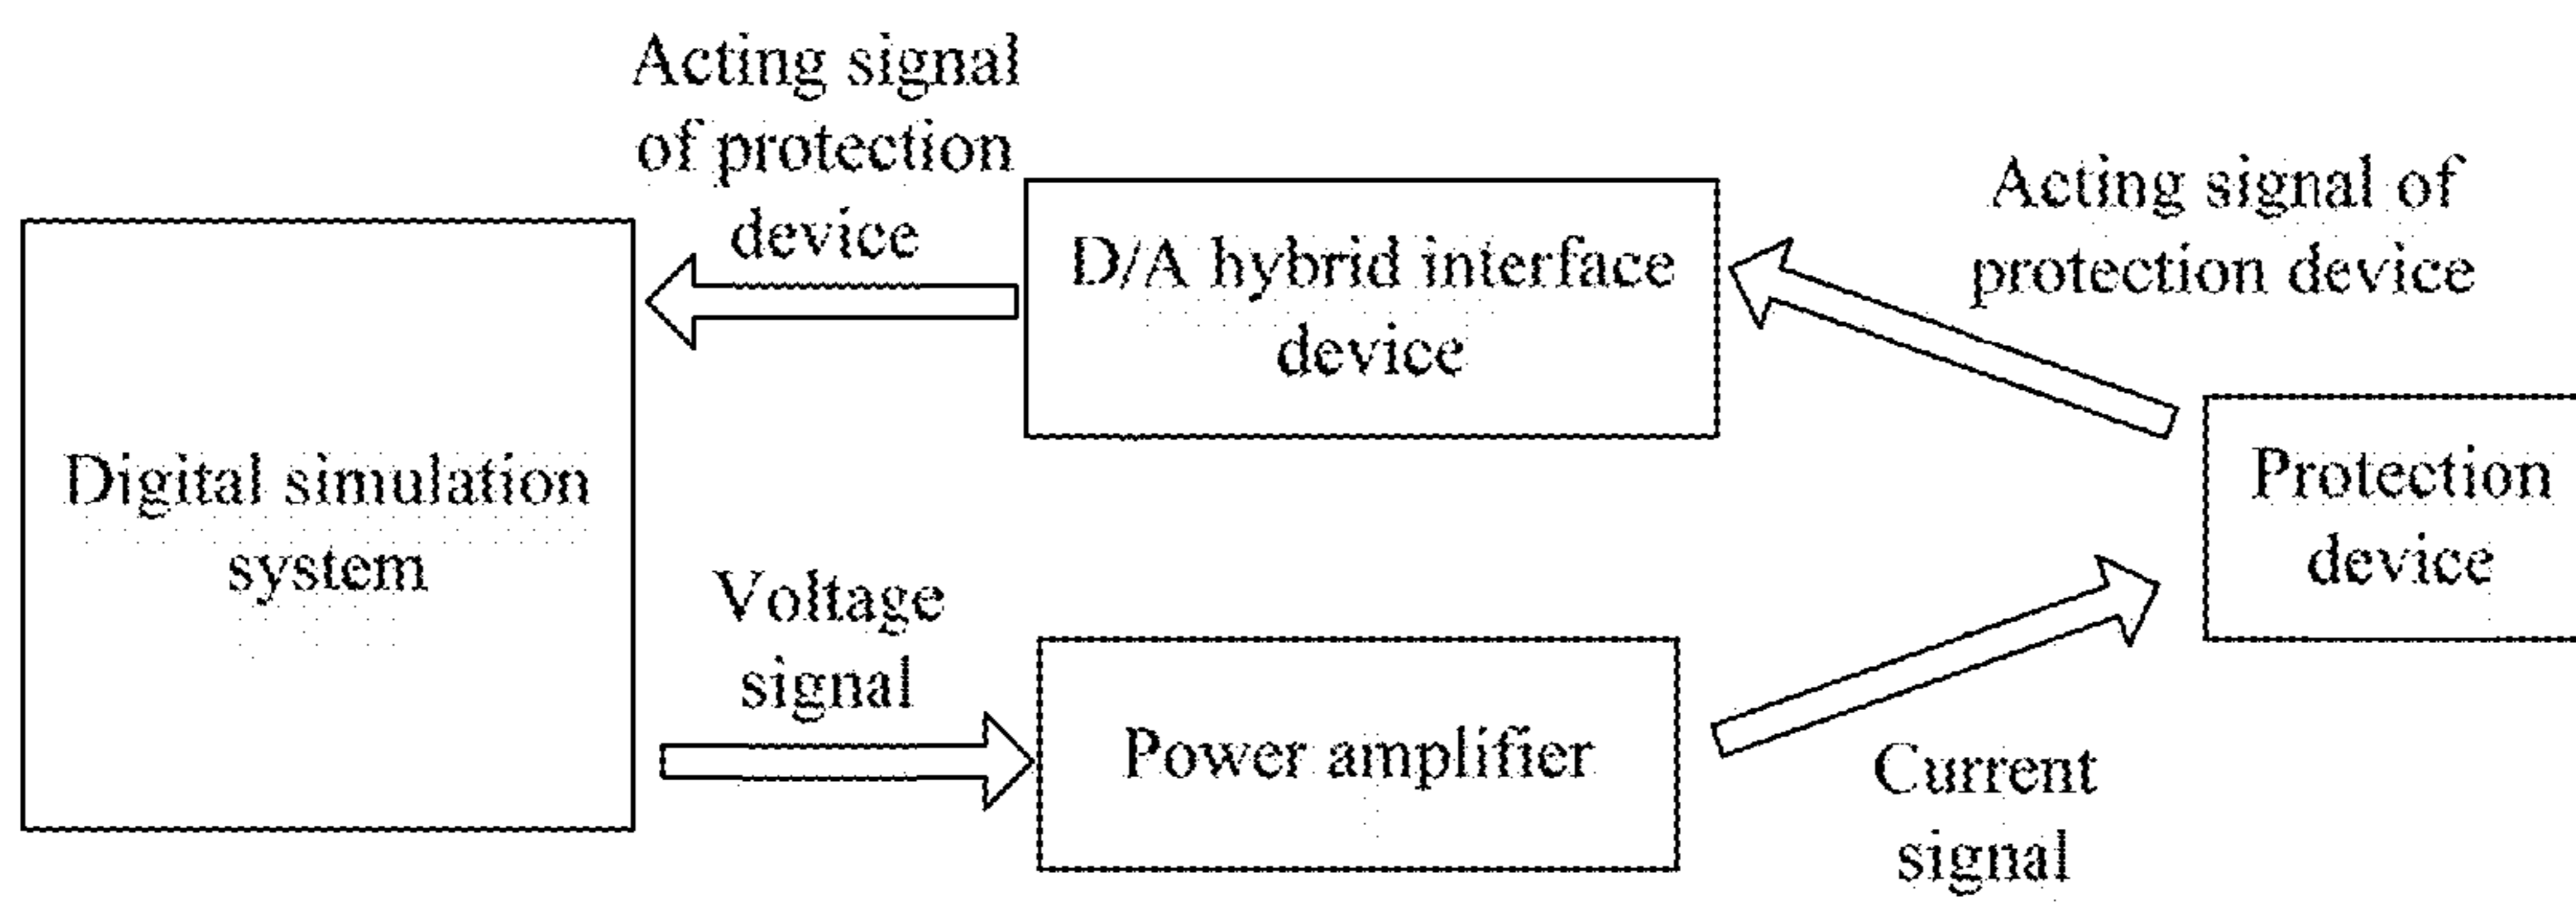 Acting signal
of protection
device
D/A hybrid interface
device
Acting signal of
protection device
Digital simulation
system
Voltage
signal
Power amplifier
Protection
device
Current
signal